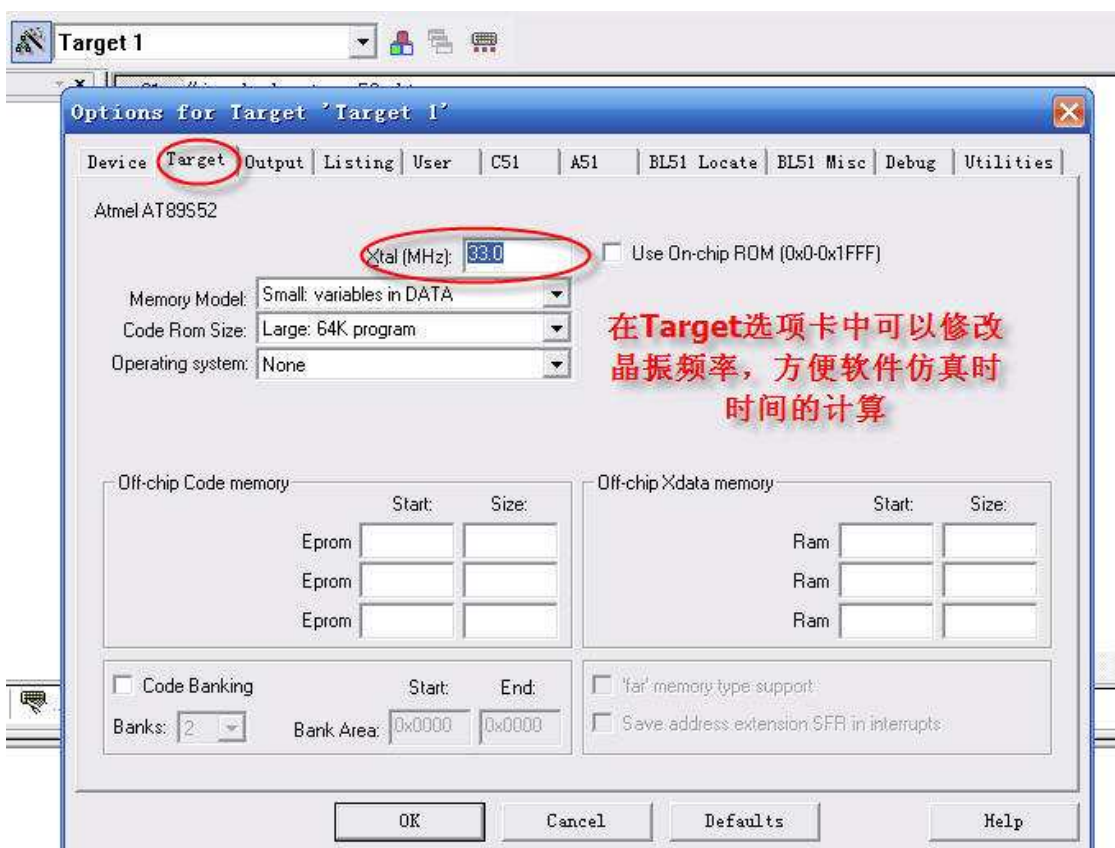 Target 1
Options for Target 'Target 1'
Device Target Output Listing User C51 A51 BL51 Locate BL51 Misc Debug Utilities
Atmel AT89S52
Xtal (MHz): 33.0 Use On-chip ROM (0x0-0x1FFF)
Memory Model: Small: variables in DATA
Code Rom Size: Large: 64K program
Operating system: None
在Target选项卡中可以修改
晶振频率，方便软件仿真时
时间的计算
Off-chip Code memory
Start: Size:
Eprom
Eprom
Eprom
Off-chip Xdata memory
Start: Size:
Ram
Ram
Ram
Code Banking Start: End:
Banks: 2 Bank Area: 0x0000 0x0000
'far' memory type support
Save address extension SFR in interrupts
OK Cancel Defaults Help